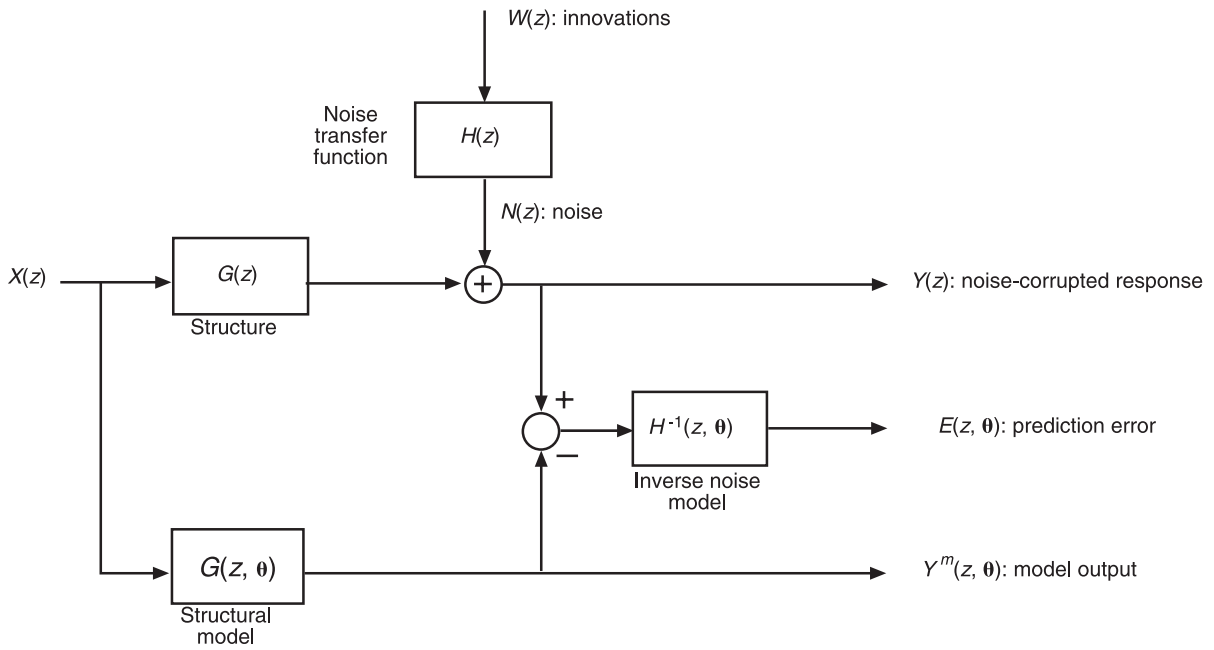 W(z): innovations
Noise
transfer
function
H(z)
N(z): noise
X(z)
G(z)
+
Y(z): noise-corrupted response
Structure
+
H⁻¹(z, θ)
E(z, θ): prediction error
−
Inverse noise
model
G(z, θ)
Yᵐ(z, θ): model output
Structural
model